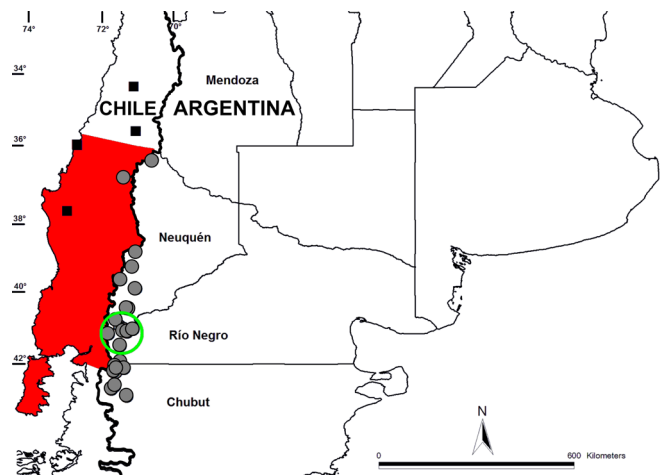 74° 72° 70°
34°
Mendoza
CHILE ARGENTINA
36°
38°
Neuquén
40°
Río Negro
42°
Chubut
N
0 600 Kilometers